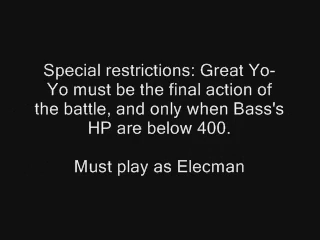 Special restrictions: Great Yo-
Yo must be the final action of
the battle, and only when Bass's
HP are below 400.
Must play as Elecman